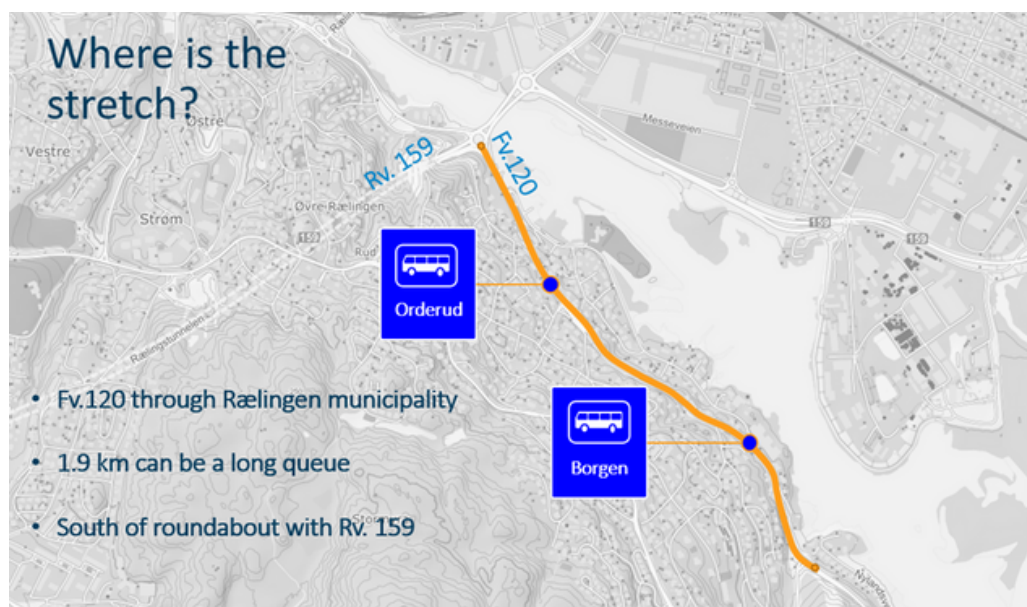 Where is the
stretch?
Østre
Vestre
Strøm
Øvre Rælingen
159
Rud
Rælingstunnelen
Rv. 159
Fv.120
Messeveien
159
159
Orderud
Borgen
• Fv.120 through Rælingen municipality
• 1.9 km can be a long queue
• South of roundabout with Rv. 159